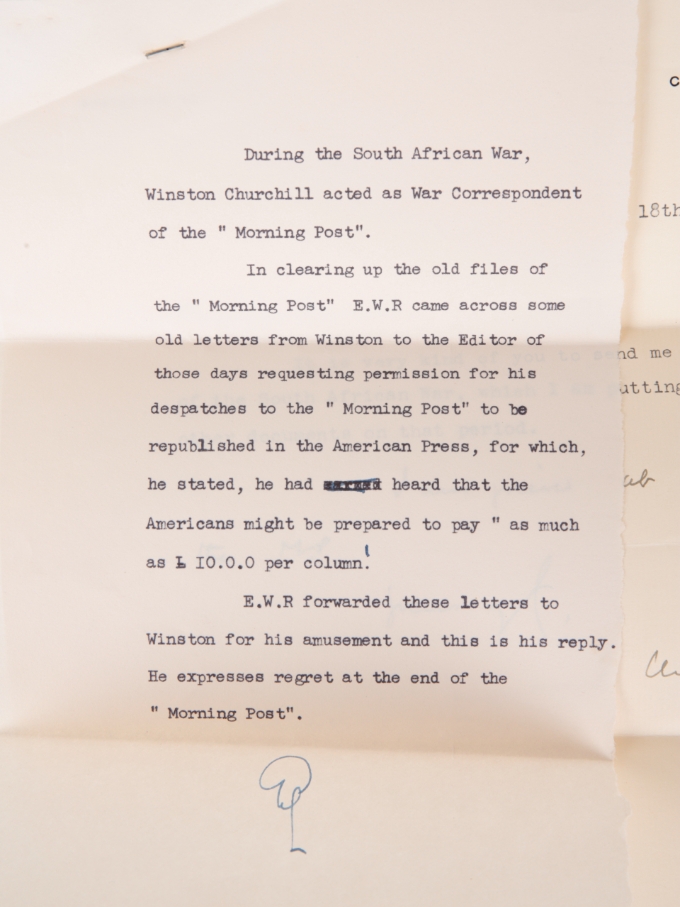 During the South African War,
Winston Churchill acted as War Correspondent
of the " Morning Post".
In clearing up the old files of
the " Morning Post" E.W.R came across some
old letters from Winston to the Editor of
those days requesting permission for his
despatches to the " Morning Post" to be
republished in the American Press, for which,
he stated, he had heard that the
Americans might be prepared to pay " as much
as L IO.0.0 per column!
E.W.R forwarded these letters to
Winston for his amusement and this is his reply.
He expresses regret at the end of the
" Morning Post".
C
18th
nd me
utting